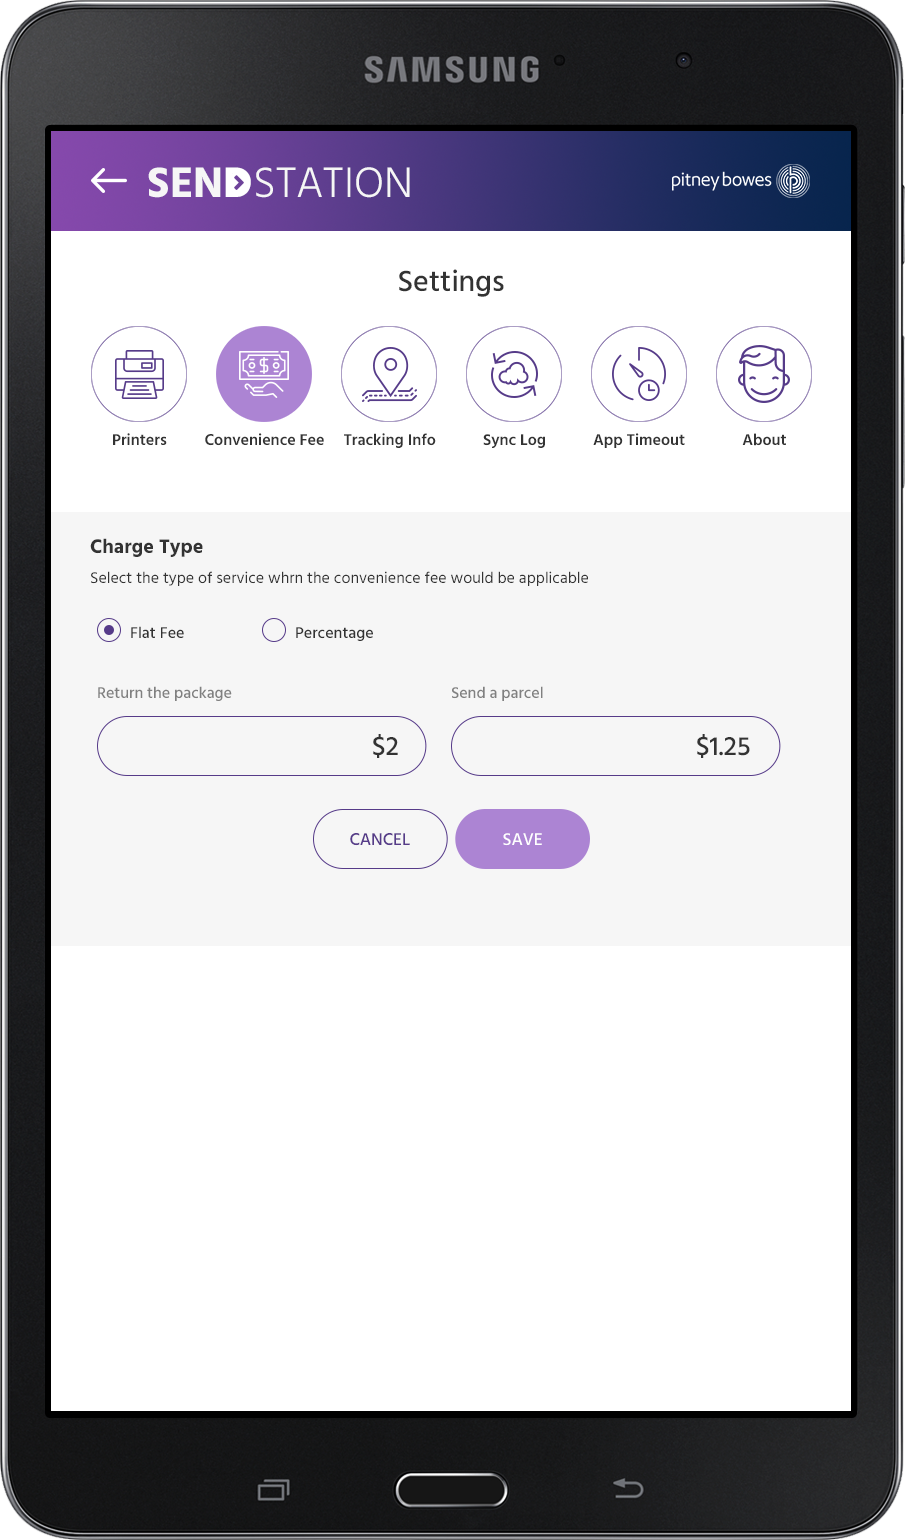 SAMSUNG
SENDSTATION
pitney bowes
Settings
Printers
Convenience Fee
Tracking Info
Sync Log
App Timeout
About
Charge Type
Select the type of service whrn the convenience fee would be applicable
Flat Fee
Percentage
Return the package
Send a parcel
$2
$1.25
CANCEL
SAVE